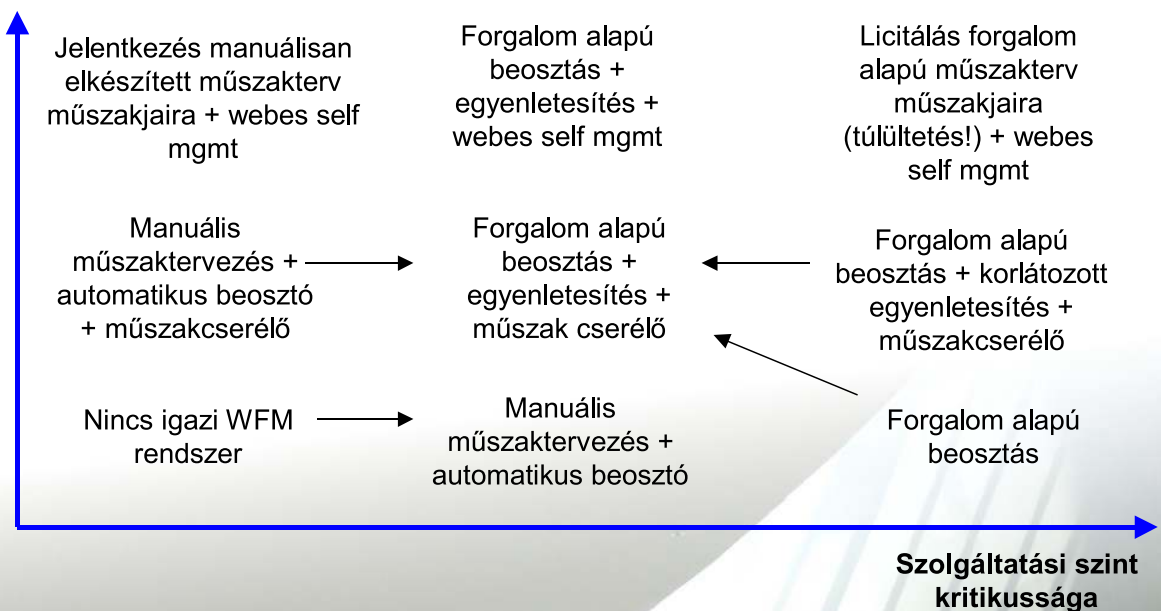 Jelentkezés manuálisan
elkészített műszakterv
műszakjaira + webes self
mgmt
Forgalom alapú
beosztás +
egyenletesítés +
webes self mgmt
Licitálás forgalom
alapú műszakterv
műszakjaira
(túlültetés!) + webes
self mgmt
Manuális
műszaktervezés +
automatikus beosztó
+ műszakcserélő
Forgalom alapú
beosztás +
egyenletesítés +
műszak cserélő
Forgalom alapú
beosztás + korlátozott
egyenletesítés +
műszakcserélő
Nincs igazi WFM
rendszer
Manuális
műszaktervezés +
automatikus beosztó
Forgalom alapú
beosztás
Szolgáltatási szint
kritikussága